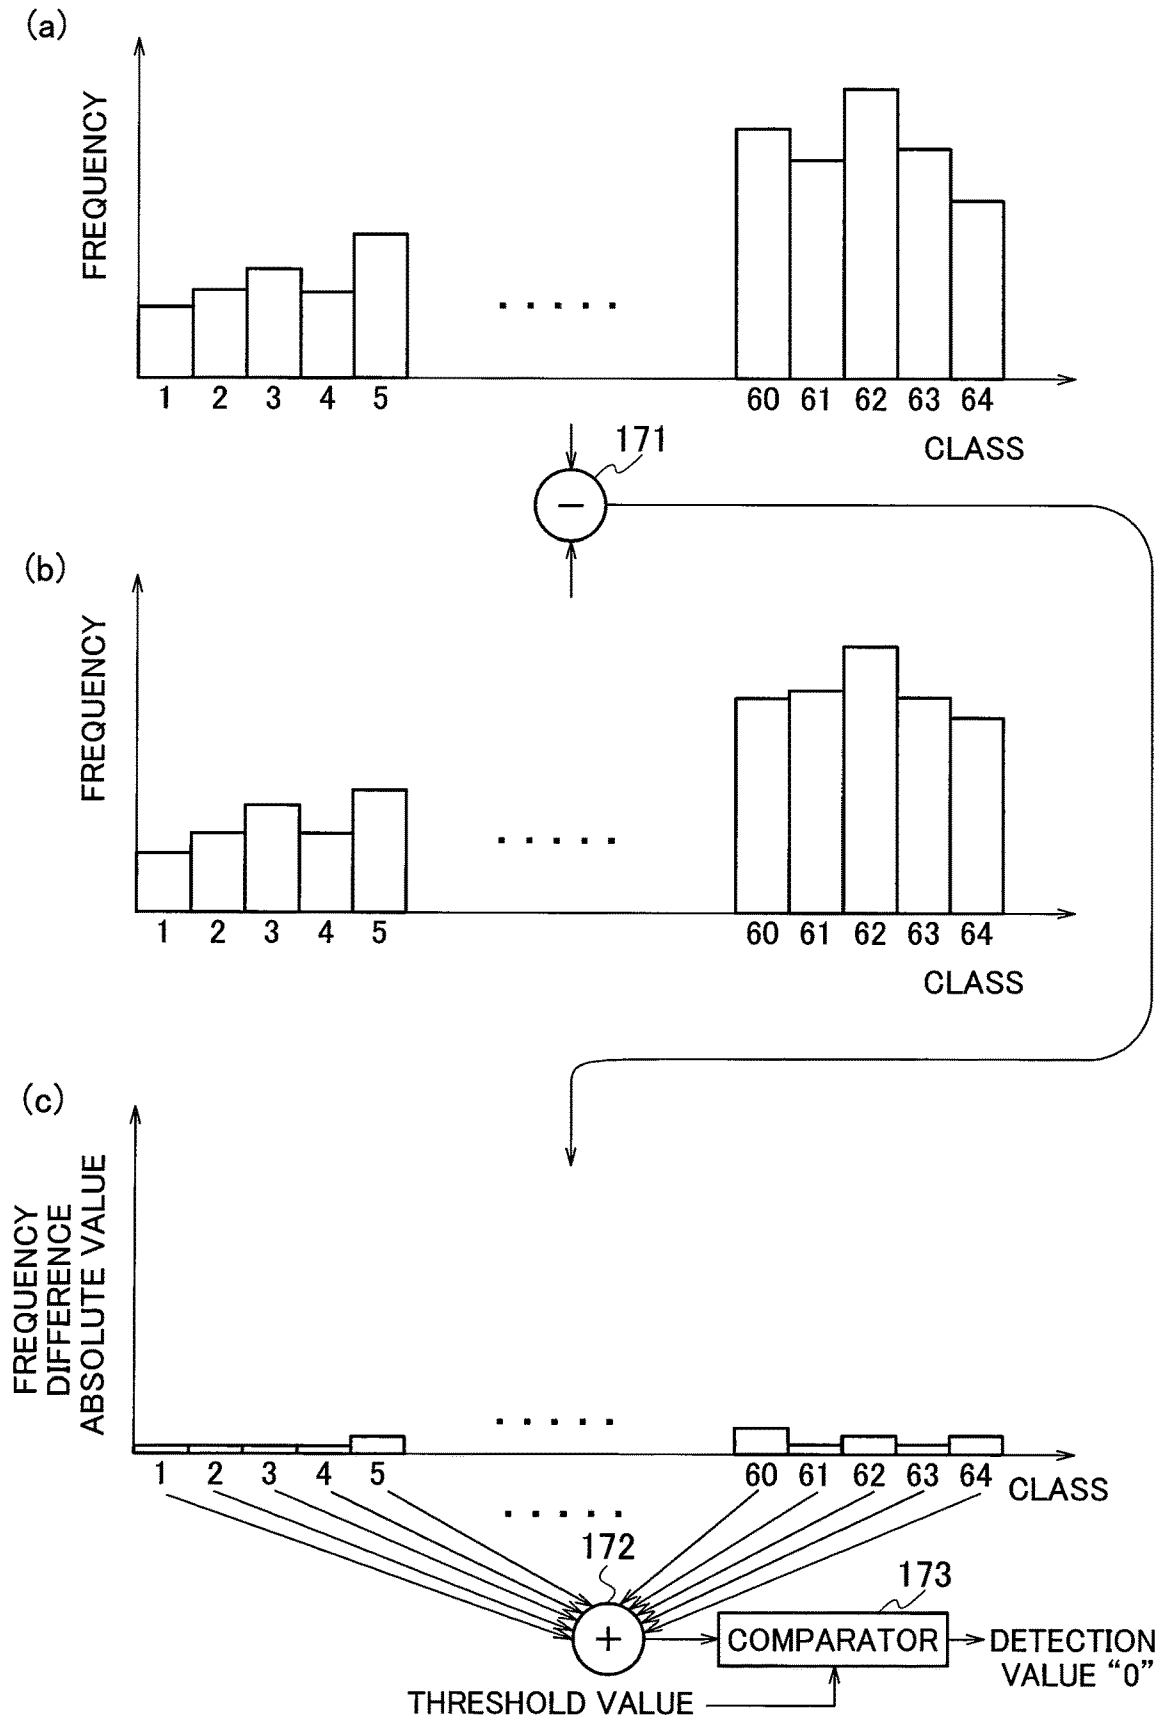 (a)
FREQUENCY
1 2 3 4 5 60 61 62 63 64
CLASS
171
−
(b)
FREQUENCY
1 2 3 4 5 60 61 62 63 64
CLASS
(c)
FREQUENCY
DIFFERENCE
ABSOLUTE VALUE
1 2 3 4 5 60 61 62 63 64 CLASS
172
173
+
COMPARATOR
DETECTION
VALUE “0”
THRESHOLD VALUE